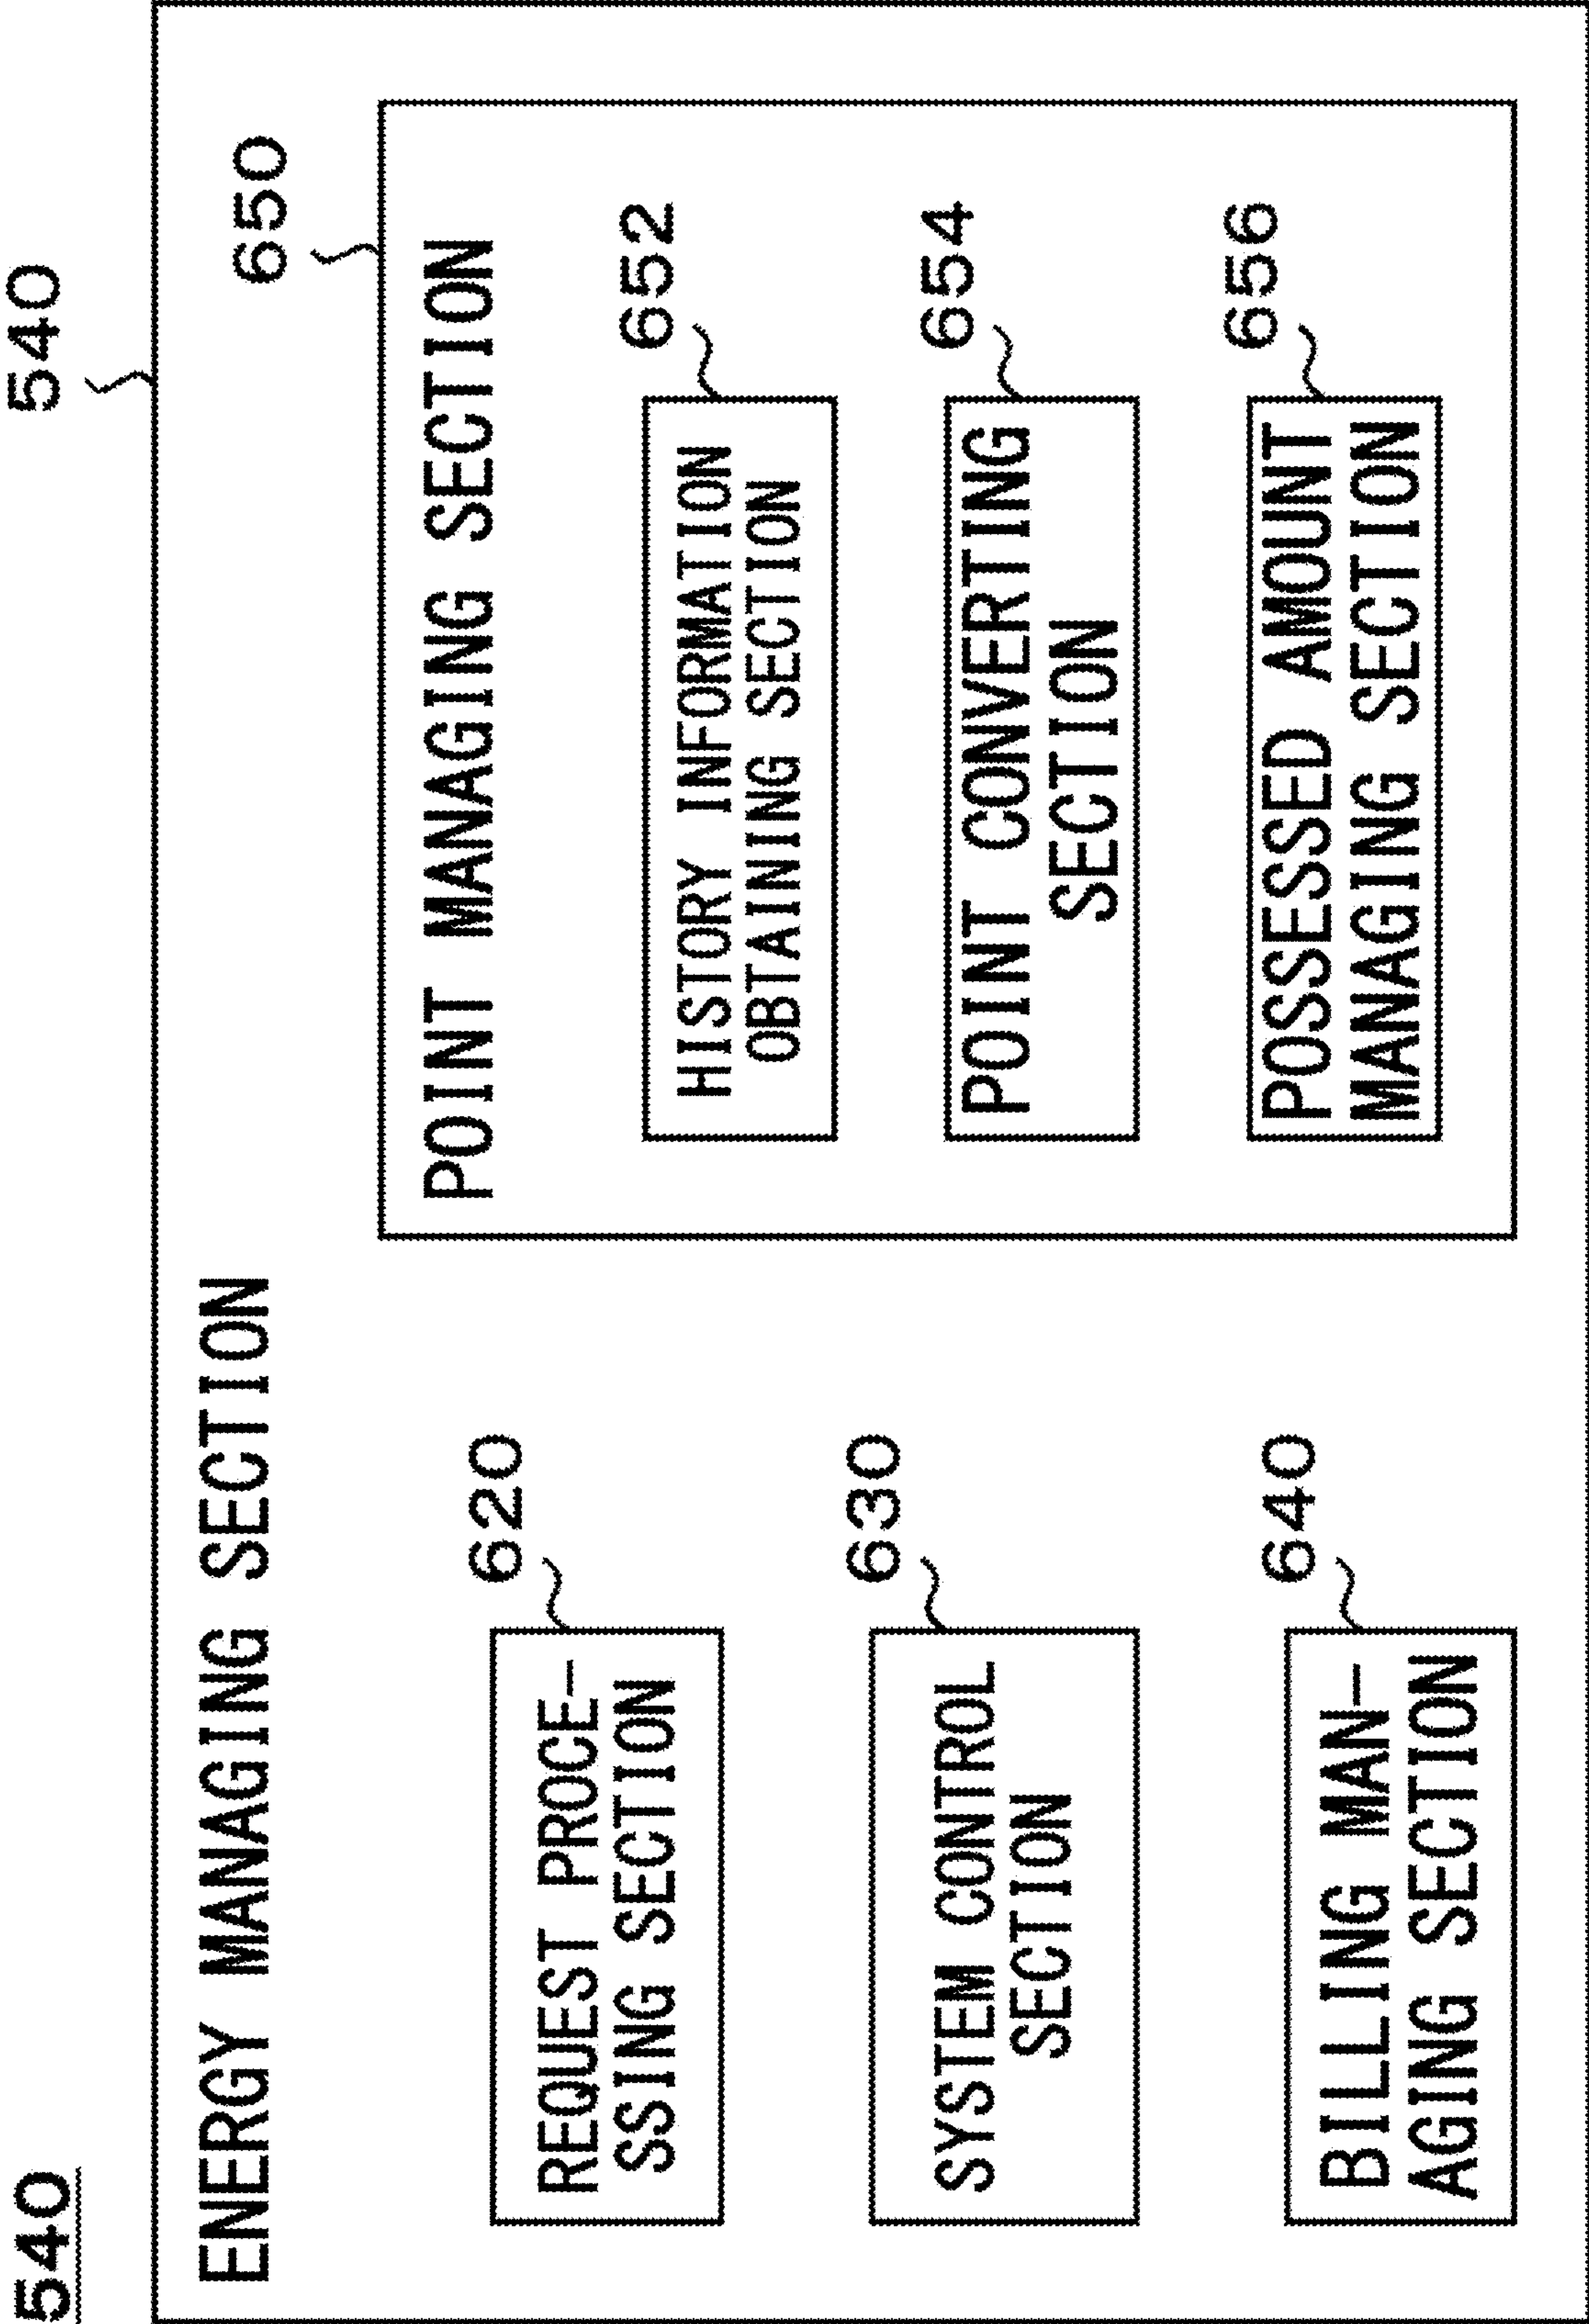 540
540
ENERGY MANAGING SECTION
650
POINT MANAGING SECTION
620
REQUEST PROCE-
SSING SECTION
652
HISTORY INFORMATION
OBTAINING SECTION
630
SYSTEM CONTROL
SECTION
654
POINT CONVERTING
SECTION
640
BILLING MAN-
AGING SECTION
656
POSSESSED AMOUNT
MANAGING SECTION